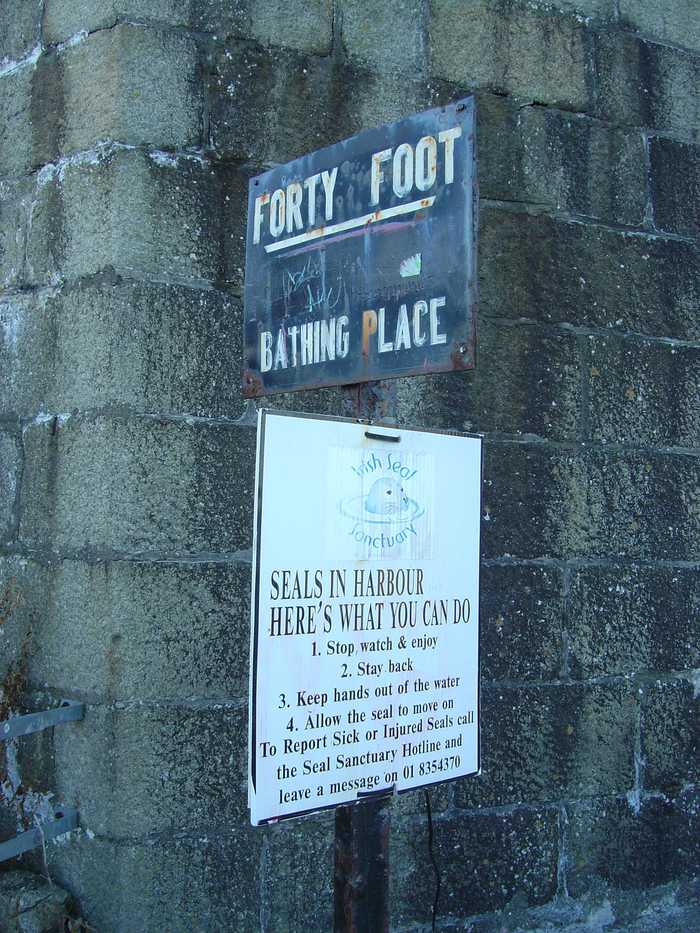 FORTY FOOT
BATHING PLACE
Irish Seal
Sanctuary
SEALS IN HARBOUR
HERE'S WHAT YOU CAN DO
1. Stop watch & enjoy
2. Stay back
3. Keep hands out of the water
4. Allow the seal to move on
To Report Sick or Injured Seals call
the Seal Sanctuary Hotline and
leave a message on 01 8354370